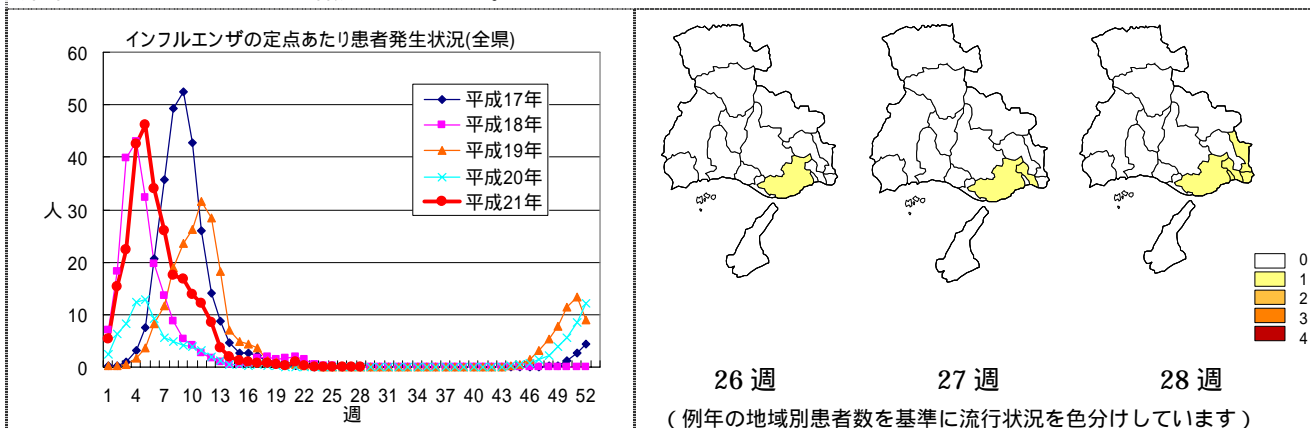 インフルエンザの定点あたり患者発生状況(全県)
60
50
40
30
20
10
0
人
平成17年
平成18年
平成19年
平成20年
平成21年
1 4 7 10 13 16 19 22 25 28 31 34 37 40 43 46 49 52
週
0
1
2
3
4
26 週 27 週 28 週
(例年の地域別患者数を基準に流行状況を色分けしています)